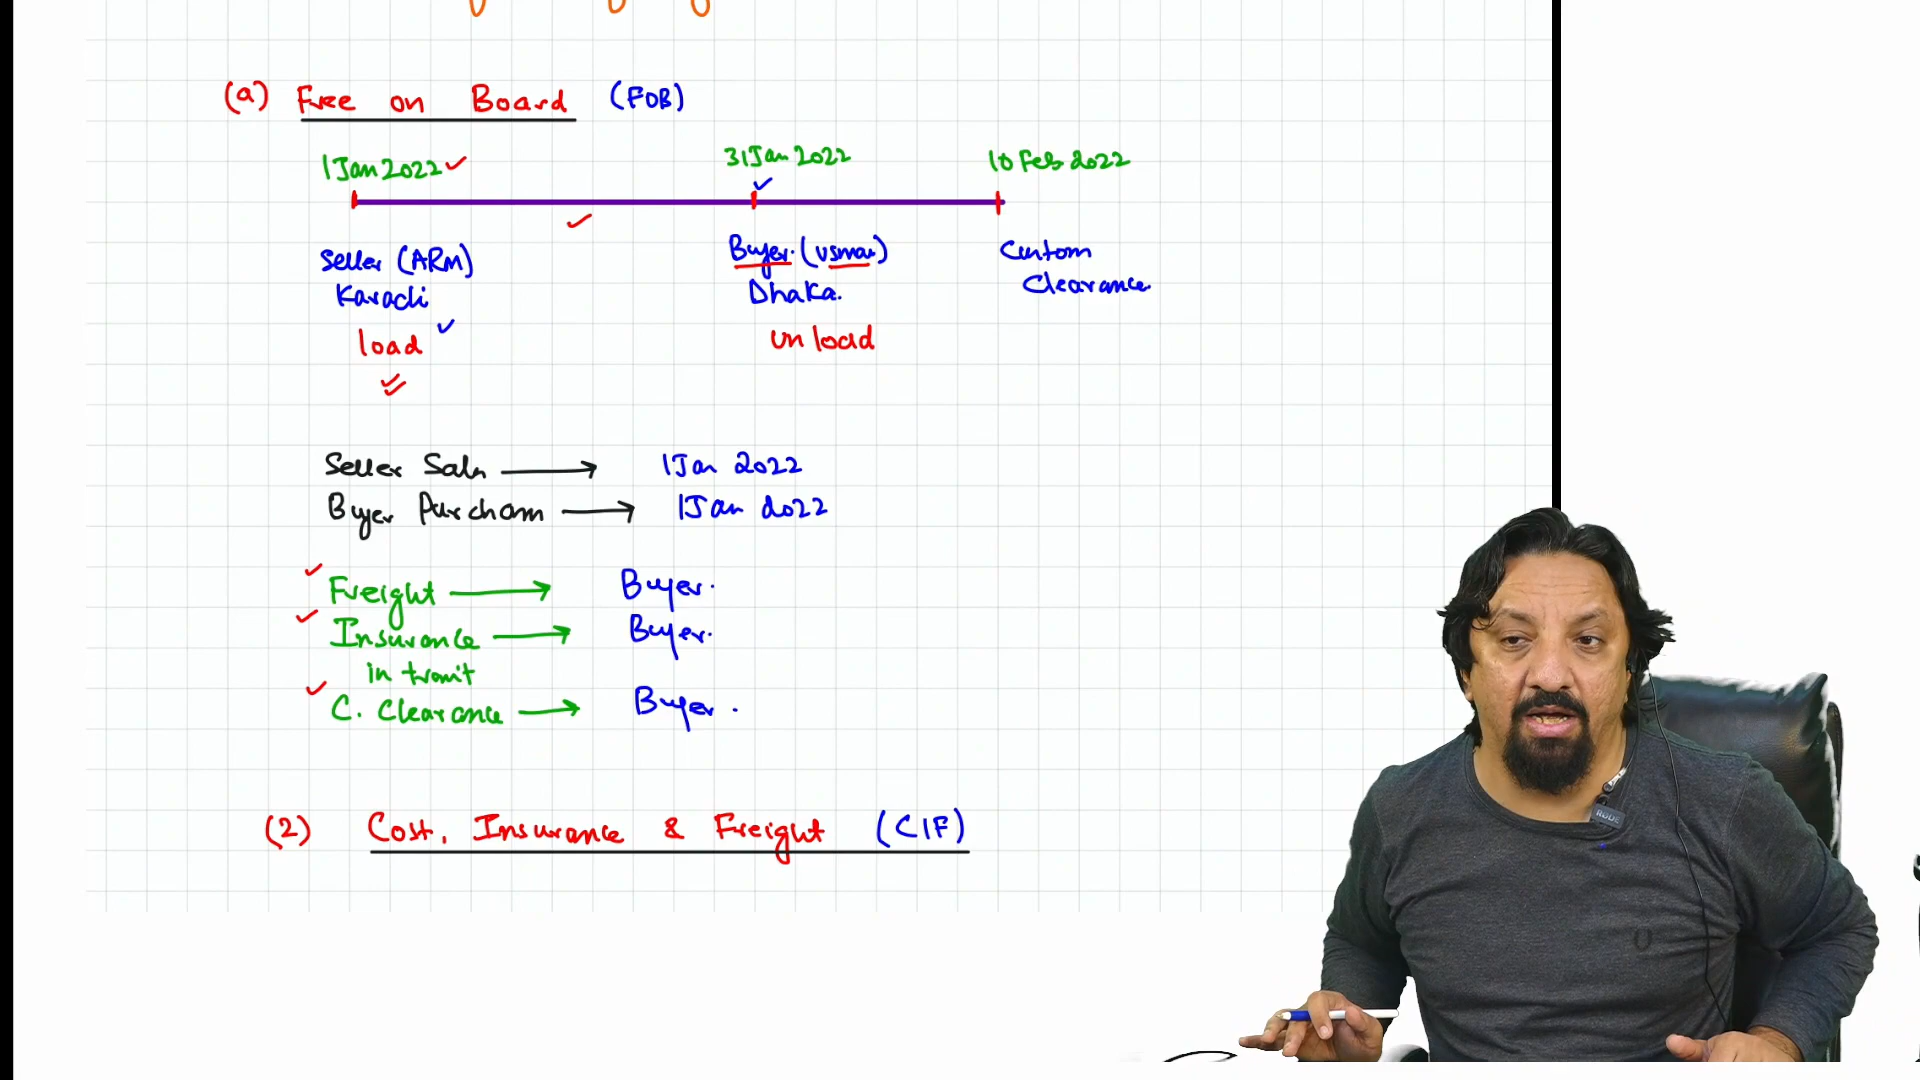 (a) Free on Board (FOB)
1 Jan 2022
31 Jan 2022
10 Feb 2022
Seller (ARM)
Karachi
load
Buyer (Usman)
Dhaka.
unload
Custom
Clearance
Seller Sale → 1 Jan 2022
Buyer Purchase → 1 Jan 2022
Freight → Buyer.
Insurance → Buyer.
in transit
C. Clearance → Buyer.
(2) Cost, Insurance & Freight (CIF)
RODE